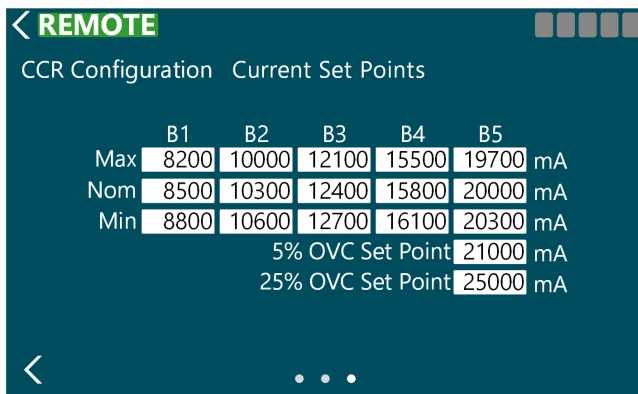 REMOTE
CCR Configuration Current Set Points
B1 B2 B3 B4 B5
Max 8200 10000 12100 15500 19700 mA
Nom 8500 10300 12400 15800 20000 mA
Min 8800 10600 12700 16100 20300 mA
5% OVC Set Point 21000 mA
25% OVC Set Point 25000 mA